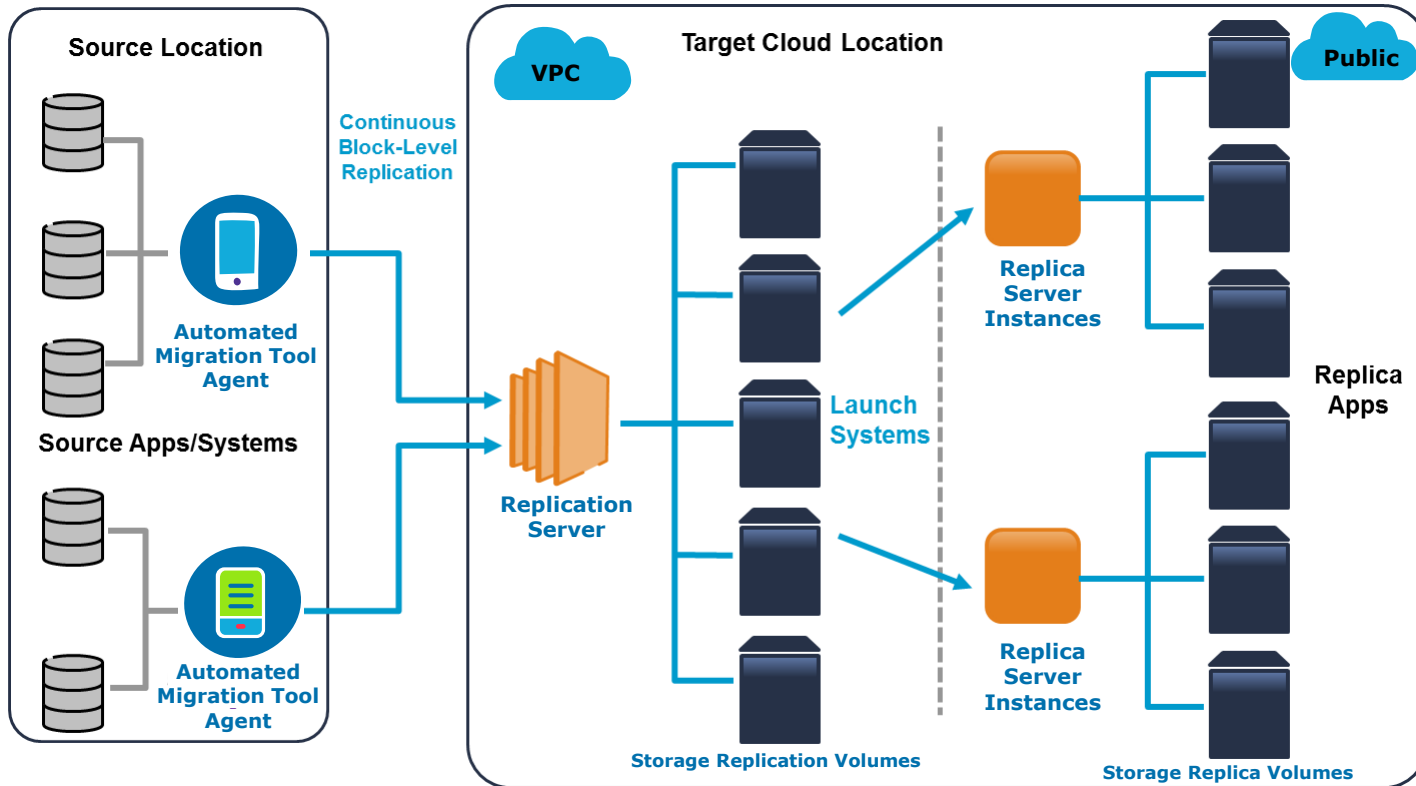 Source Location
Continuous
Block-Level
Replication
Automated
Migration Tool
Agent
Source Apps/Systems
Automated
Migration Tool
Agent
VPC
Target Cloud Location
Public
Replication
Server
Launch
Systems
Storage Replication Volumes
Replica
Server
Instances
Replica
Apps
Replica
Server
Instances
Storage Replica Volumes